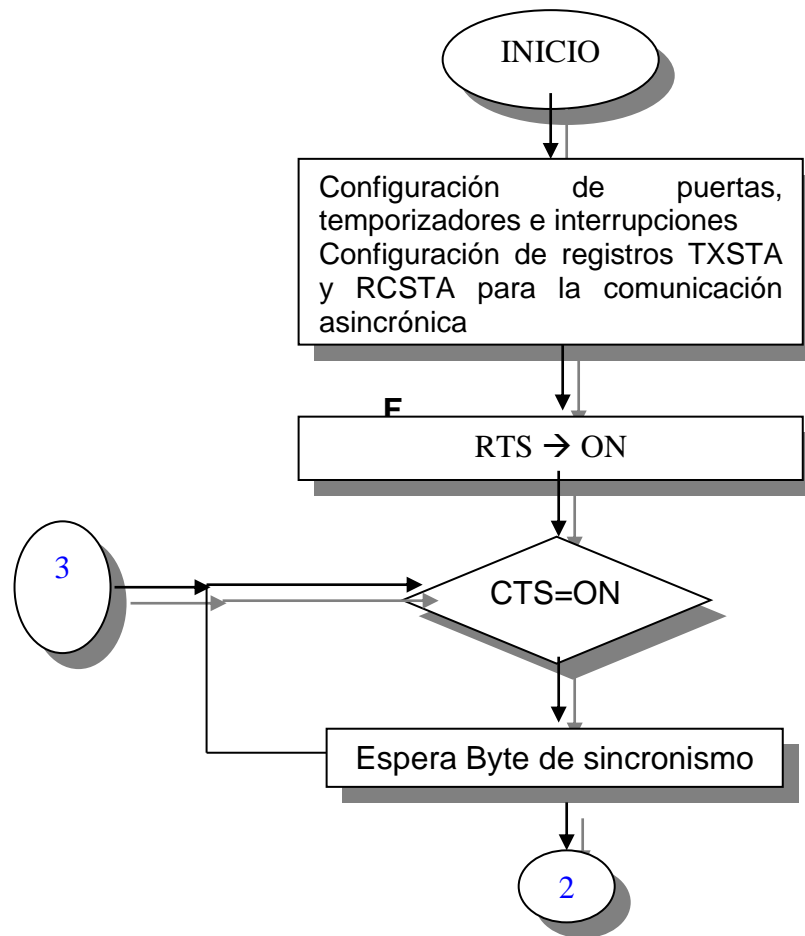 INICIO
Configuración de puertas,
temporizadores e interrupciones
Configuración de registros TXSTA
y RCSTA para la comunicación
asincrónica
RTS → ON
3
CTS=ON
Espera Byte de sincronismo
2